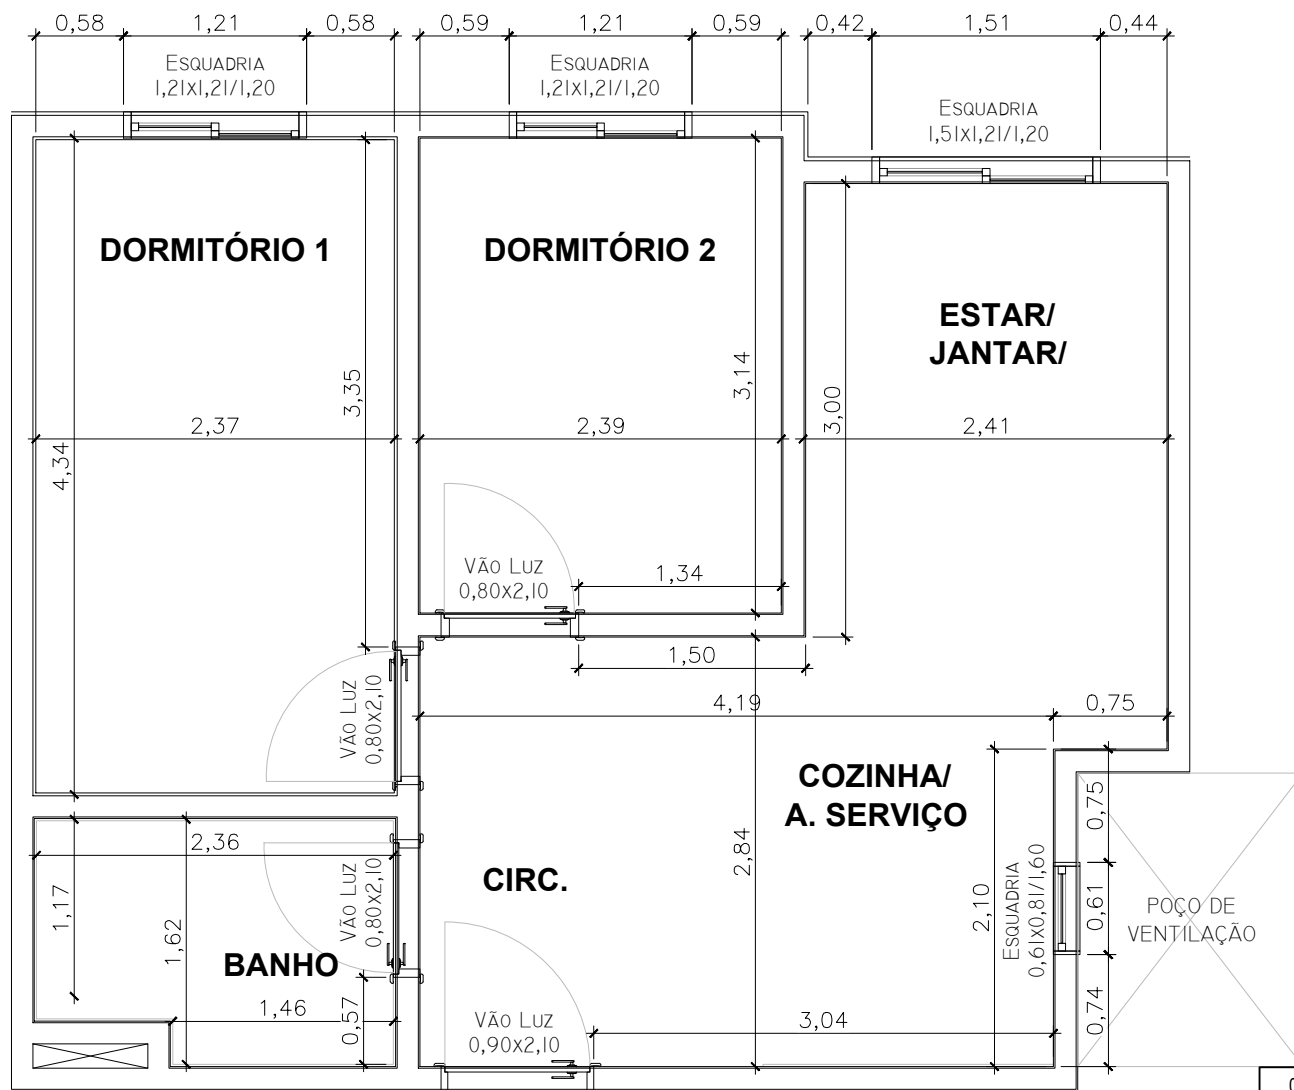 0,58 1,21 0,58 0,59 1,21 0,59 0,42 1,51 0,44
ESQUADRIA
1,21x1,21/1,20
ESQUADRIA
1,21x1,21/1,20
ESQUADRIA
1,51x1,21/1,20
DORMITÓRIO 1
DORMITÓRIO 2
ESTAR/
JANTAR/
3,35
3,14
3,00
2,37
2,39
2,41
4,34
VÃO LUZ
0,80x2,10
1,34
1,50
VÃO LUZ
0,80x2,10
4,19
0,75
COZINHA/
A. SERVIÇO
0,75
2,36
2,84
CIRC.
1,17
1,62
VÃO LUZ
0,80x2,10
2,10
ESQUADRIA
0,61x0,81/1,60
0,61
POÇO DE
VENTILAÇÃO
BANHO
1,46
0,57
VÃO LUZ
0,90x2,10
3,04
0,74